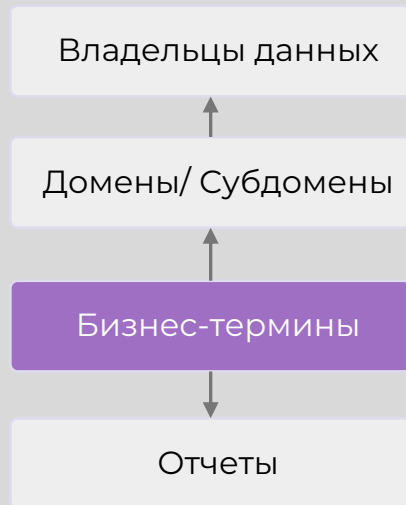 Владельцы данных
Домены/ Субдомены
Бизнес-термины
Отчеты